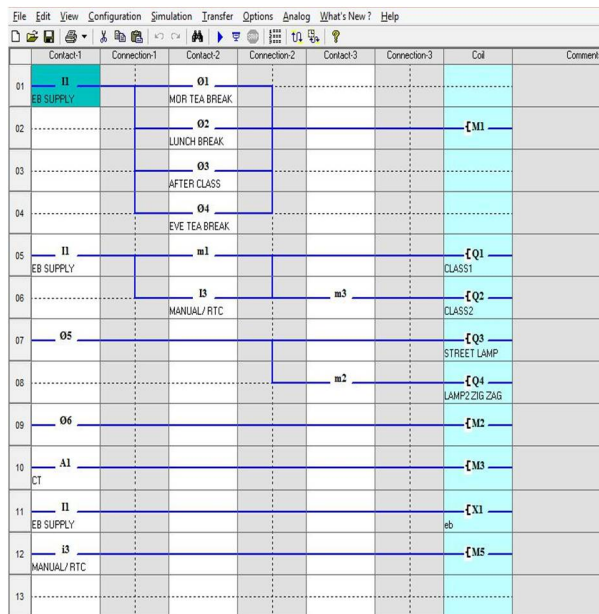 File Edit View Configuration Simulation Transfer Options Analog What's New ? Help
Contact-1 Connection-1 Contact-2 Connection-2 Contact-3 Connection-3 Coil Comment
01 I1 Ø1
EB SUPPLY MOR TEA BREAK
02 Ø2 {M1
LUNCH BREAK
03 Ø3
AFTER CLASS
04 Ø4
EVE TEA BREAK
05 I1 m1 {Q1
EB SUPPLY CLASS1
06 I3 m3 {Q2
MANUAL/ RTC CLASS2
07 Ø5 {Q3
STREET LAMP
08 m2 {Q4
LAMP2 ZIG ZAG
09 Ø6 {M2
10 A1 {M3
CT
11 I1 {X1
EB SUPPLY eb
12 i3 {M5
MANUAL/ RTC
13